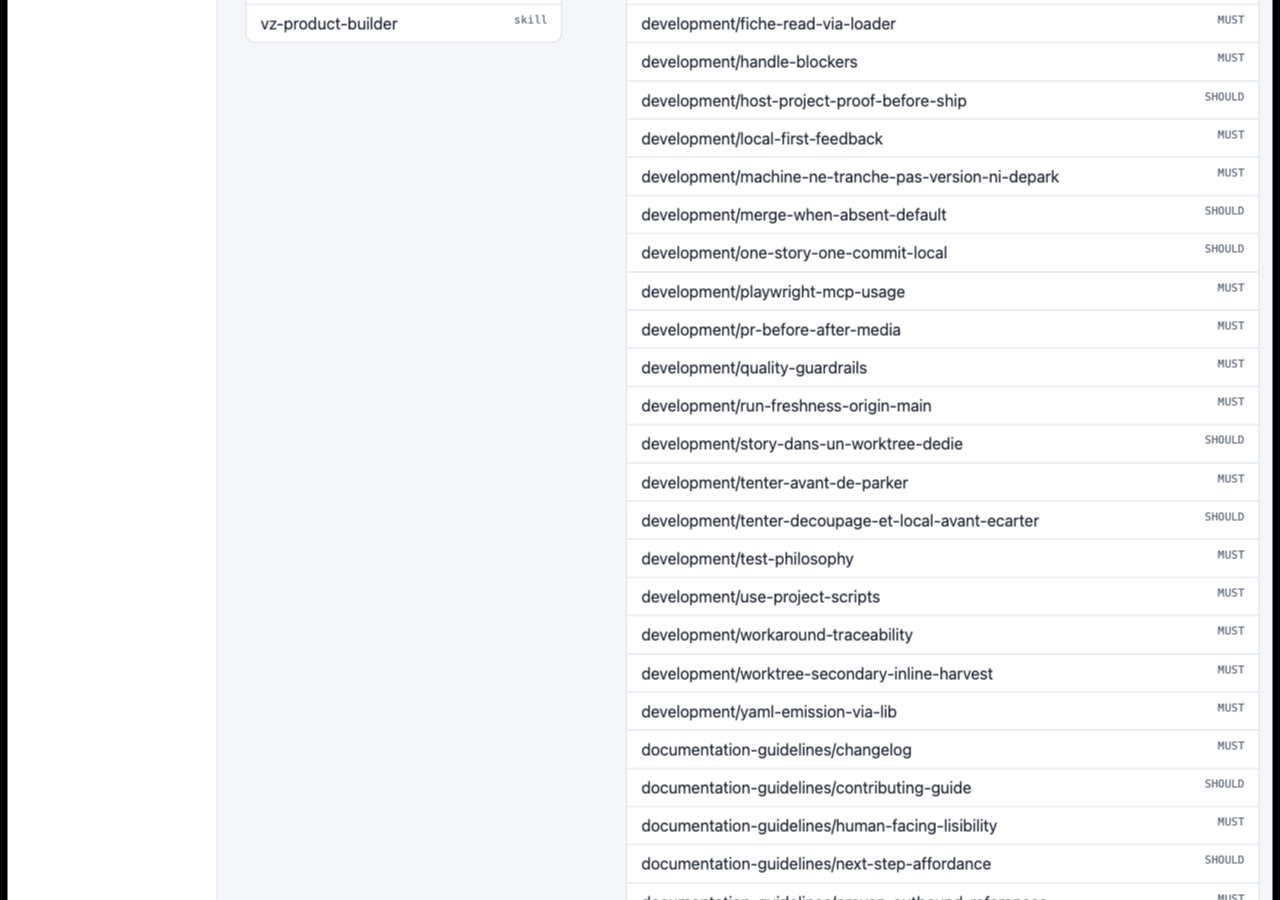 vz-product-builder skill
development/fiche-read-via-loader MUST
development/handle-blockers MUST
development/host-project-proof-before-ship SHOULD
development/local-first-feedback MUST
development/machine-ne-tranche-pas-version-ni-depark MUST
development/merge-when-absent-default SHOULD
development/one-story-one-commit-local SHOULD
development/playwright-mcp-usage MUST
development/pr-before-after-media MUST
development/quality-guardrails MUST
development/run-freshness-origin-main MUST
development/story-dans-un-worktree-dedie SHOULD
development/tenter-avant-de-parker MUST
development/tenter-decoupage-et-local-avant-ecarter SHOULD
development/test-philosophy MUST
development/use-project-scripts MUST
development/workaround-traceability MUST
development/worktree-secondary-inline-harvest MUST
development/yaml-emission-via-lib MUST
documentation-guidelines/changelog MUST
documentation-guidelines/contributing-guide SHOULD
documentation-guidelines/human-facing-lisibility MUST
documentation-guidelines/next-step-affordance SHOULD
MUST